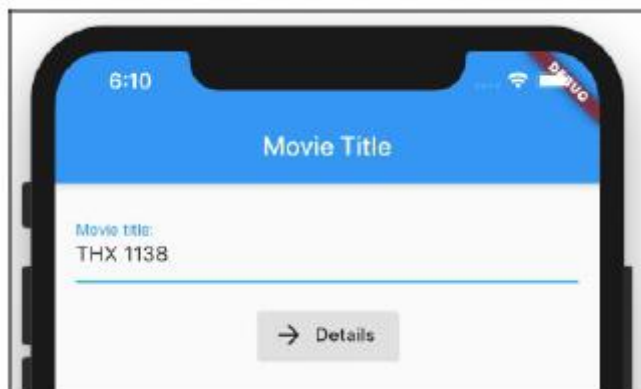 6:10
DEBUG
Movie Title
Movie title:
THX 1138
Details